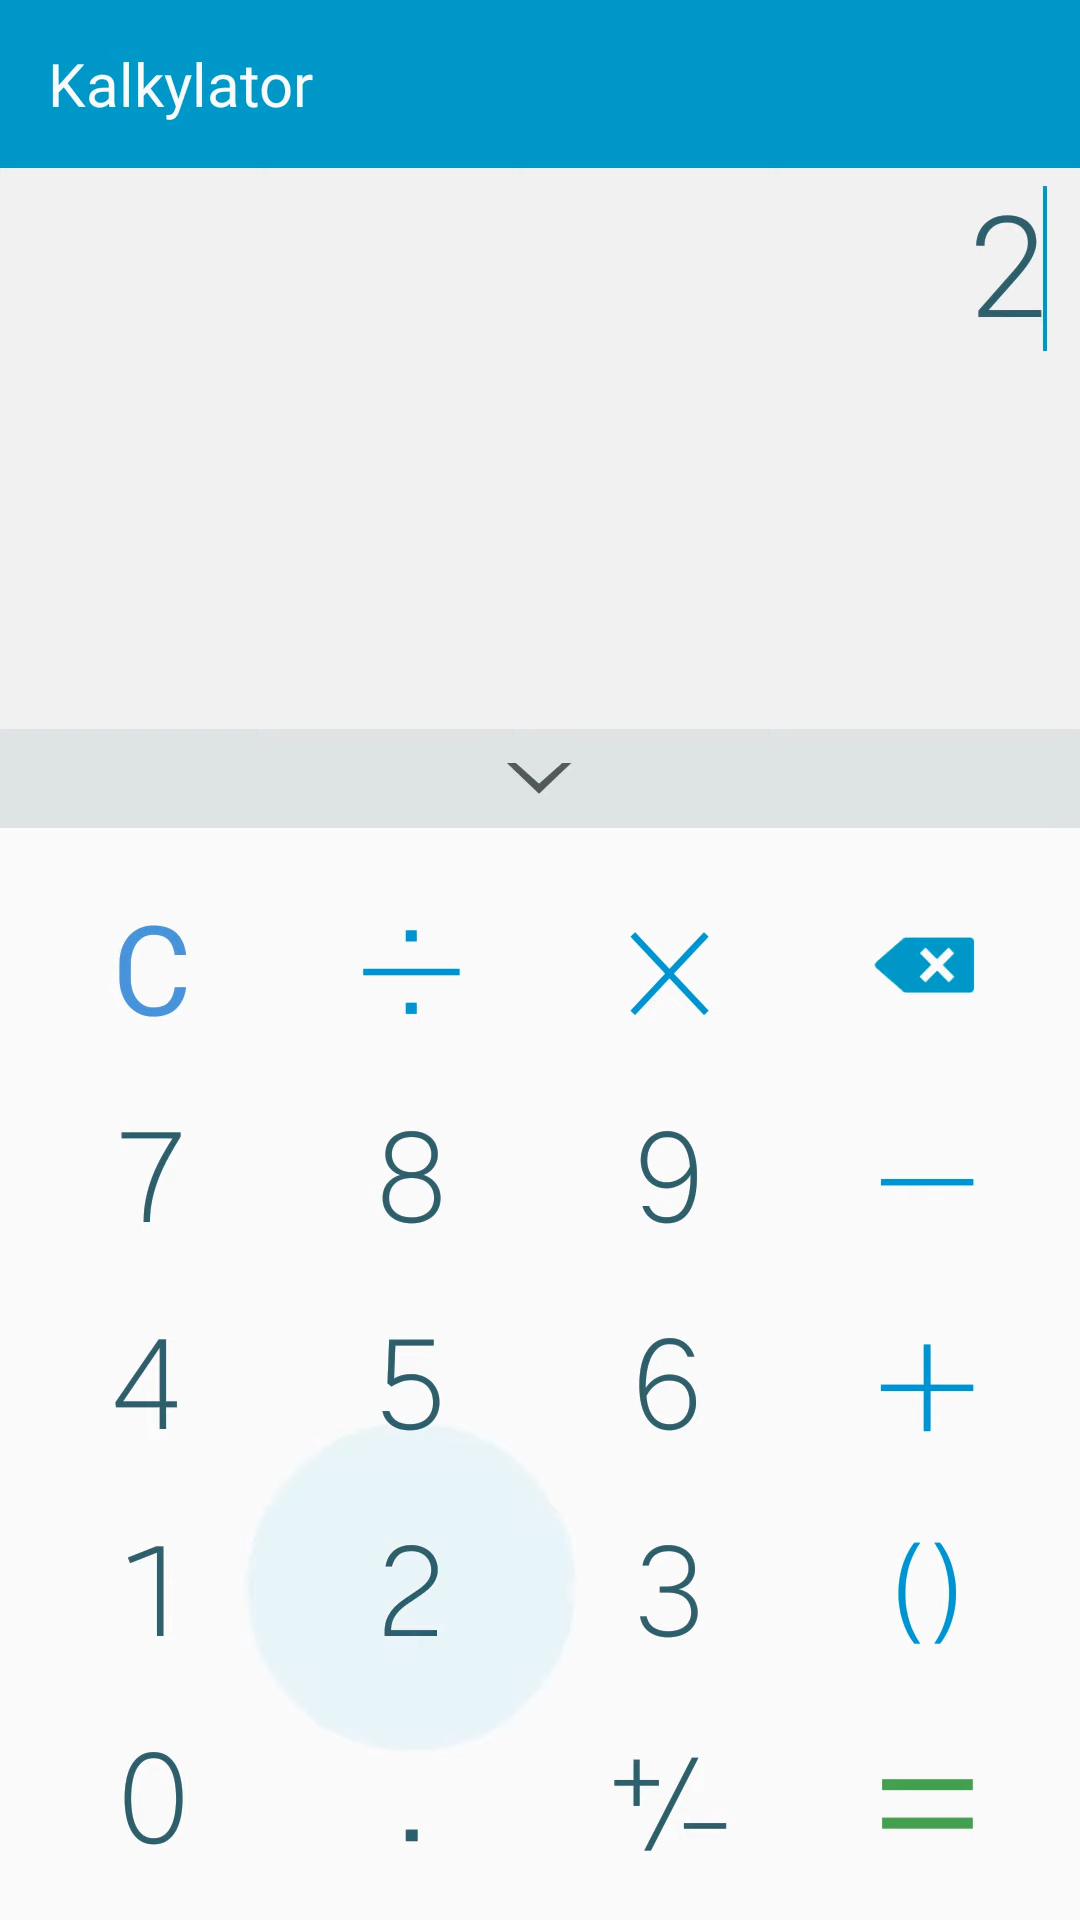 Kalkylator
2
C ÷ ×
7 8 9 −
4 5 6 +
1 2 3 ()
0 . +/− =